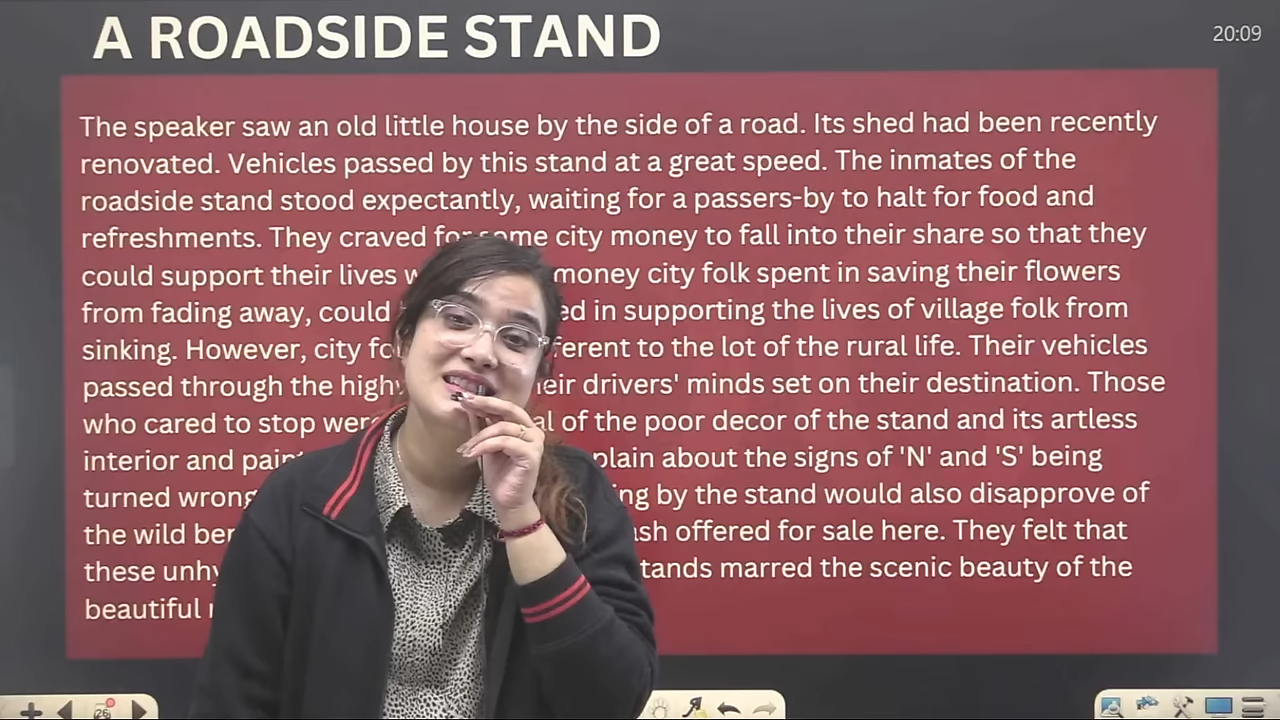 A ROADSIDE STAND
20:09
The speaker saw an old little house by the side of a road. Its shed had been recently
renovated. Vehicles passed by this stand at a great speed. The inmates of the
roadside stand stood expectantly, waiting for a passers-by to halt for food and
refreshments. They craved for some city money to fall into their share so that they
could support their lives money city folk spent in saving their flowers
from fading away, could in supporting the lives of village folk from
sinking. However, city to the lot of the rural life. Their vehicles
passed through the drivers' minds set on their destination. Those
who cared to stop of the poor decor of the stand and its artless
interior and about the signs of 'N' and 'S' being
turned by the stand would also disapprove of
the wild offered for sale here. They felt that
these marred the scenic beauty of the
beautiful
26